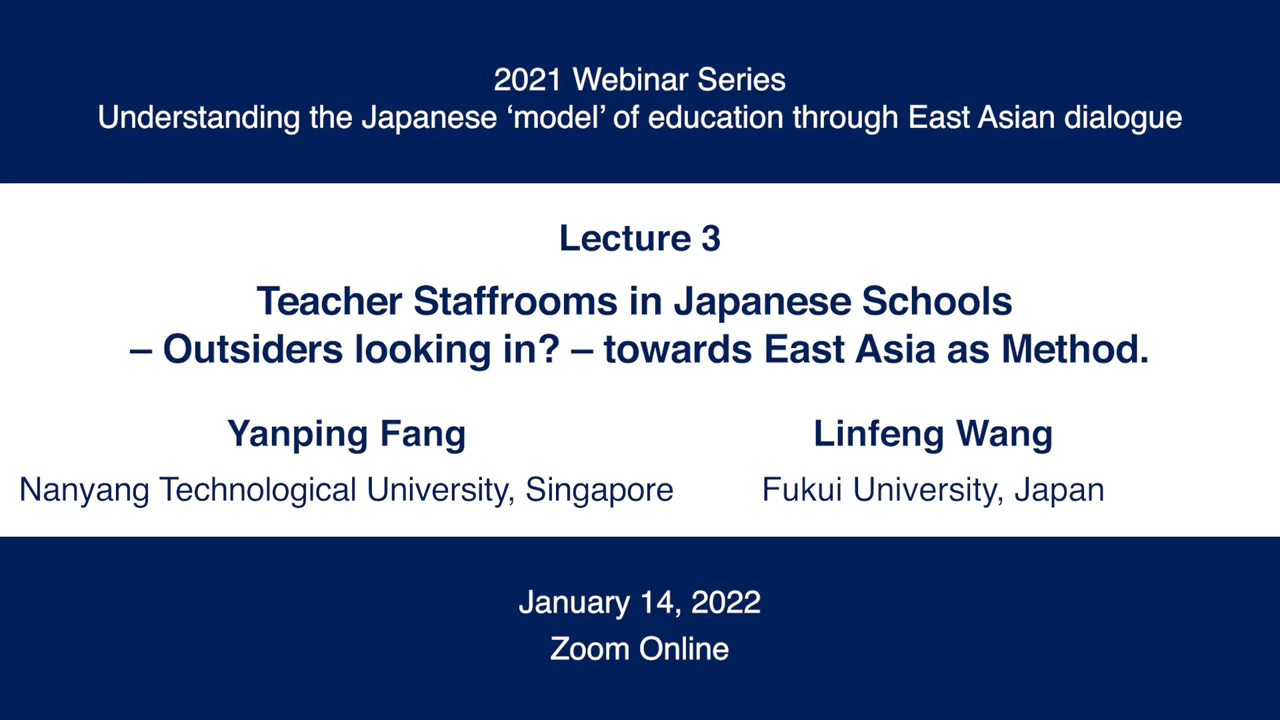 2021 Webinar Series
Understanding the Japanese ‘model’ of education through East Asian dialogue
Lecture 3
Teacher Staffrooms in Japanese Schools
– Outsiders looking in? – towards East Asia as Method.
Yanping Fang
Nanyang Technological University, Singapore
Linfeng Wang
Fukui University, Japan
January 14, 2022
Zoom Online